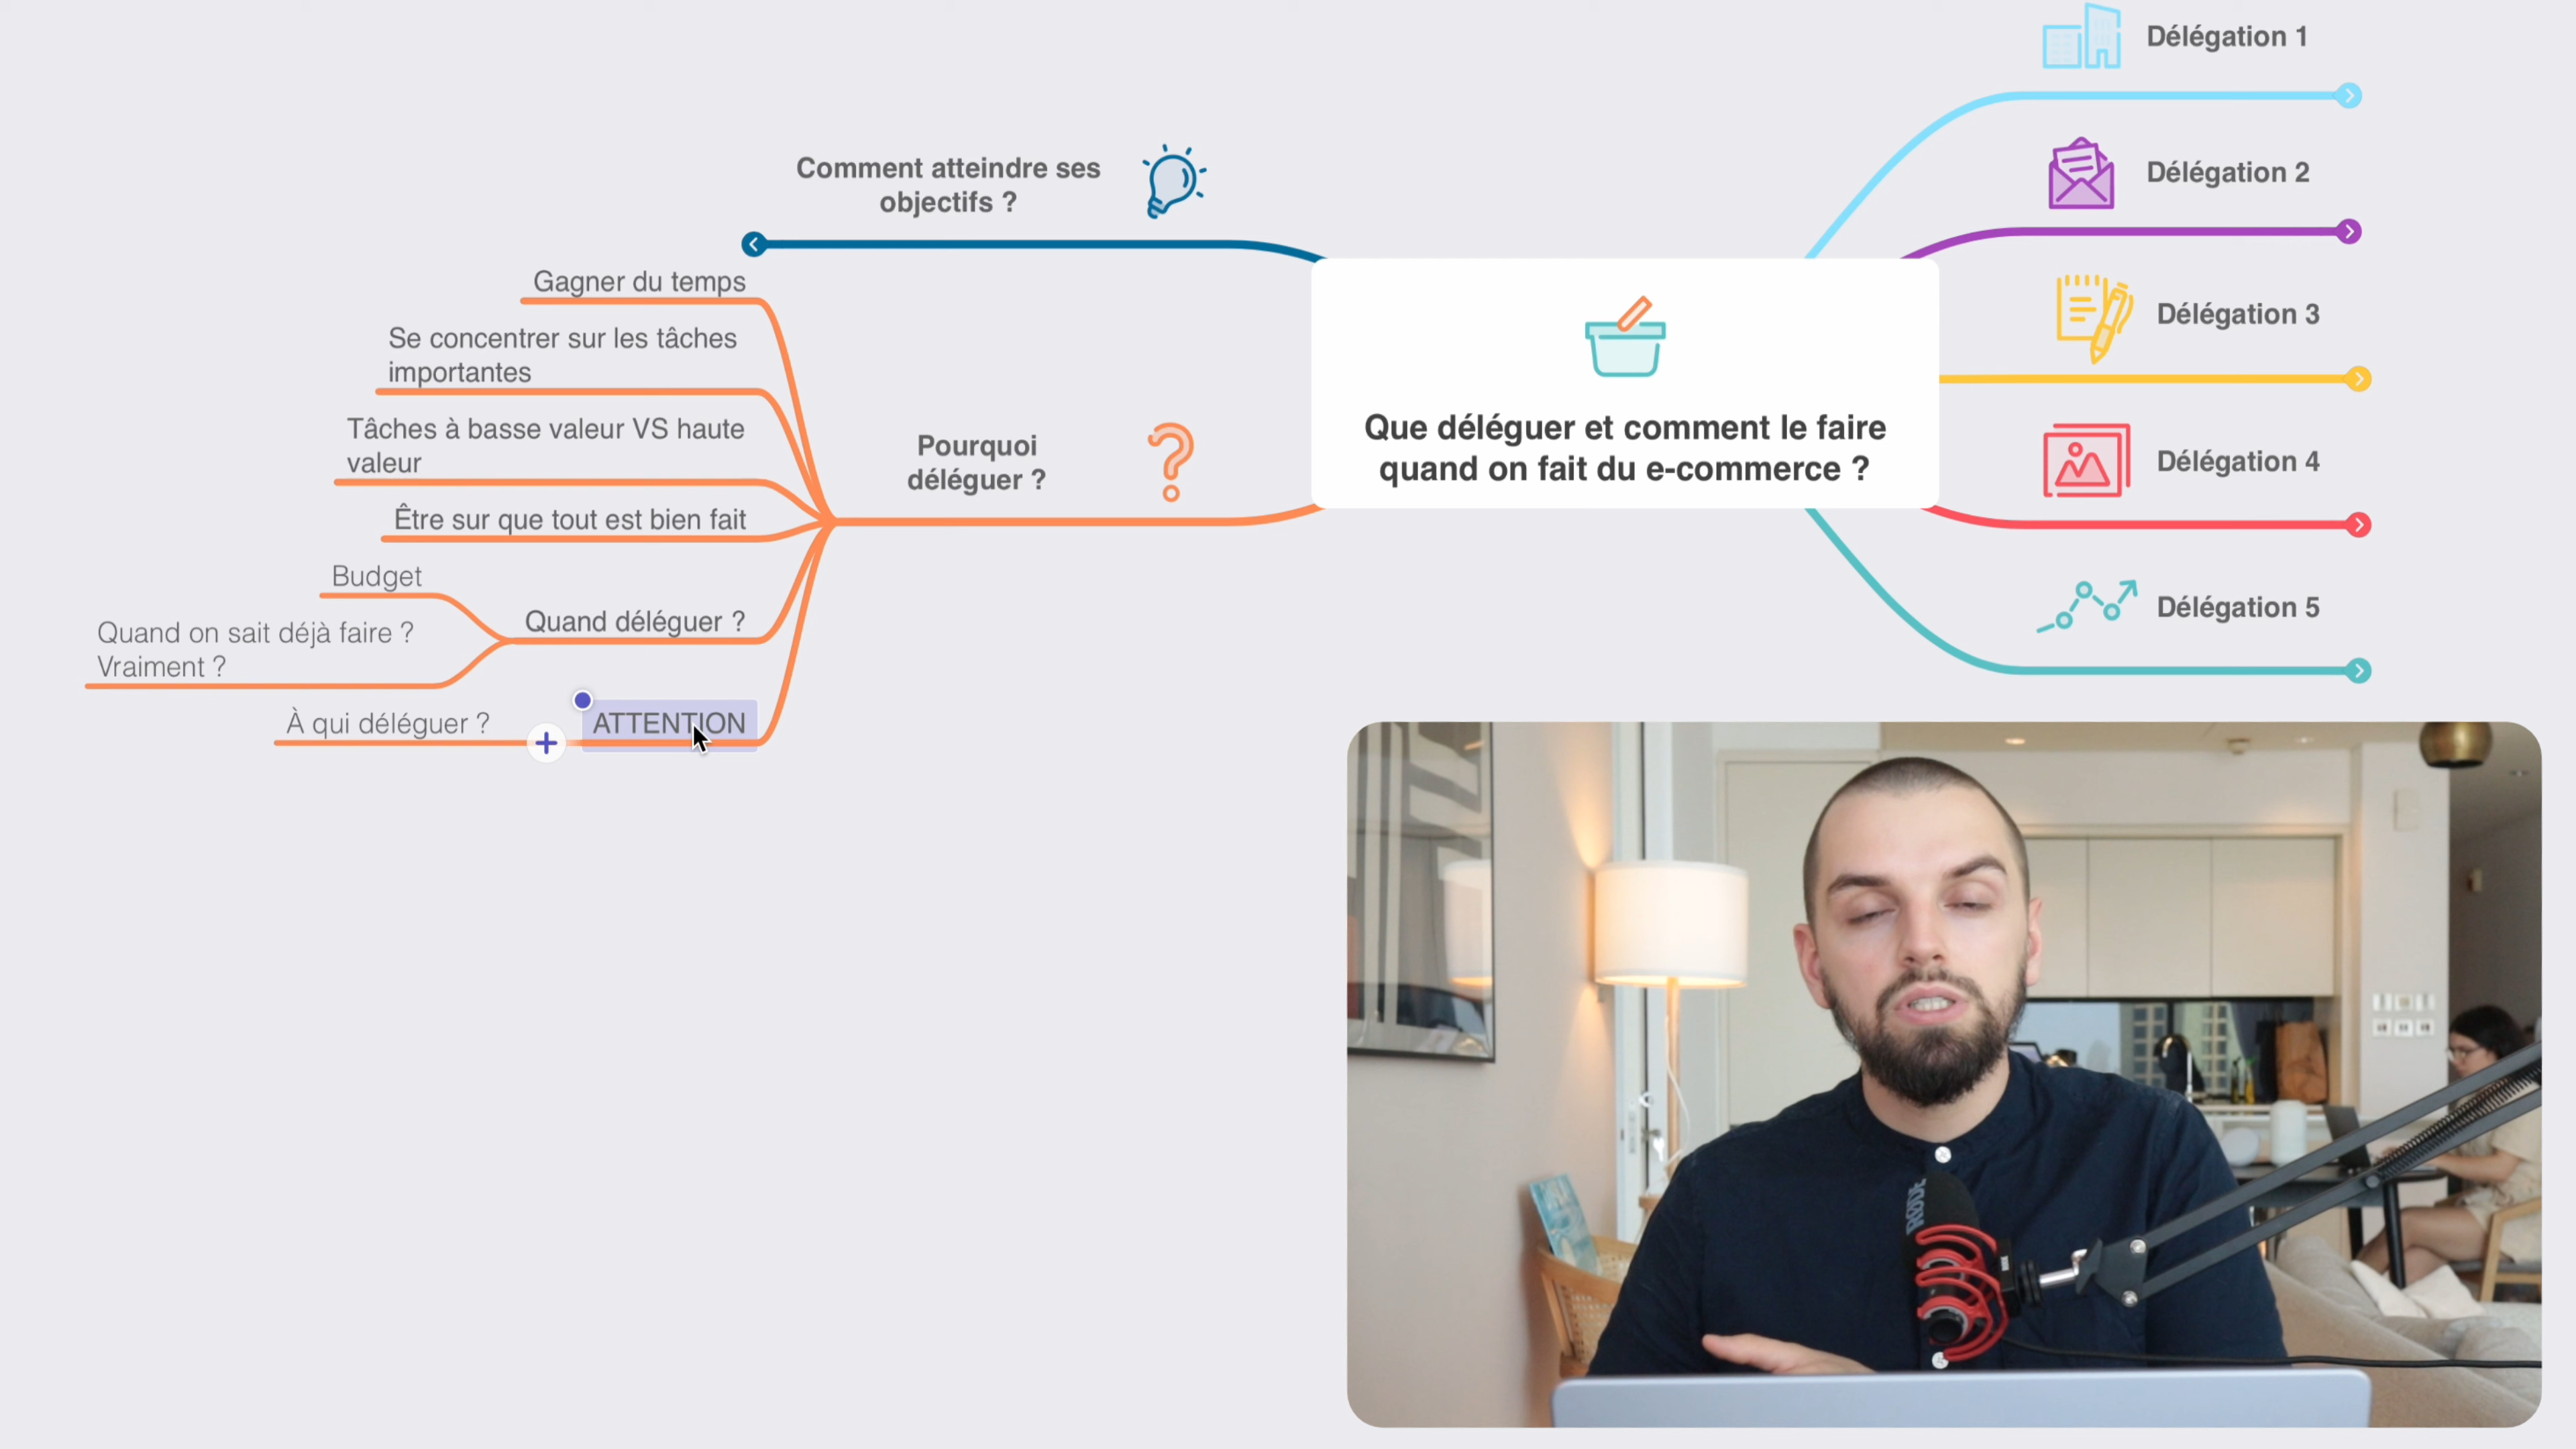 Comment atteindre ses
objectifs ?
Gagner du temps
Se concentrer sur les tâches
importantes
Tâches à basse valeur VS haute
valeur
Être sur que tout est bien fait
Budget
Quand on sait déjà faire ?
Vraiment ?
Quand déléguer ?
À qui déléguer ?
ATTENTION
Pourquoi
déléguer ?
Que déléguer et comment le faire
quand on fait du e-commerce ?
Délégation 1
Délégation 2
Délégation 3
Délégation 4
Délégation 5
RØDE